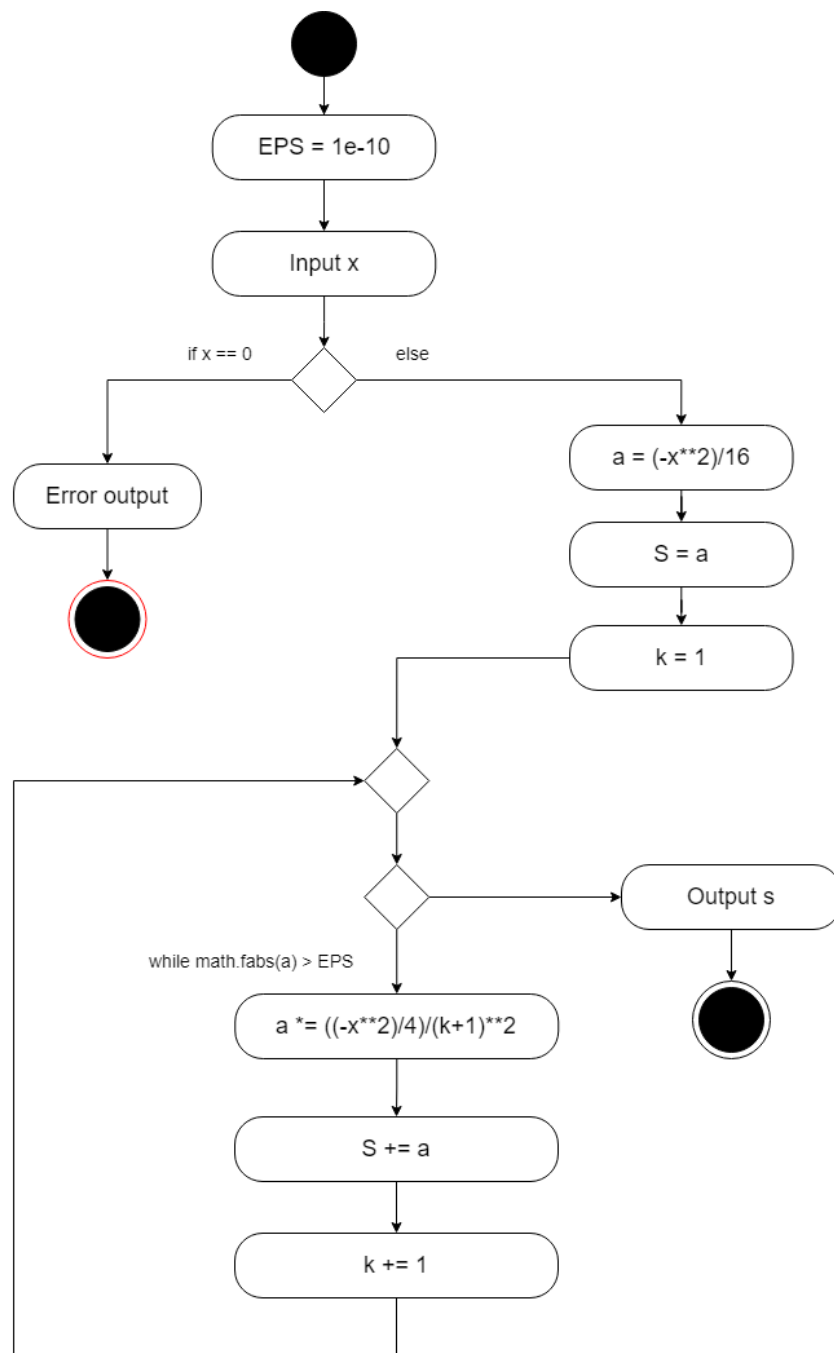 EPS = 1e-10
Input x
if x == 0
else
a = (-x**2)/16
Error output
S = a
k = 1
Output s
while math.fabs(a) > EPS
a *= ((-x**2)/4)/(k+1)**2
S += a
k += 1